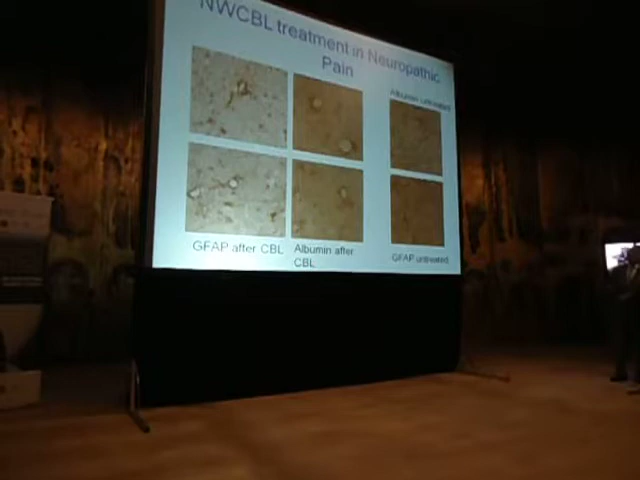 NWCBL treatment in Neuropathic
Pain
Albumin untreated
GFAP after CBL
Albumin after
CBL
GFAP untreated